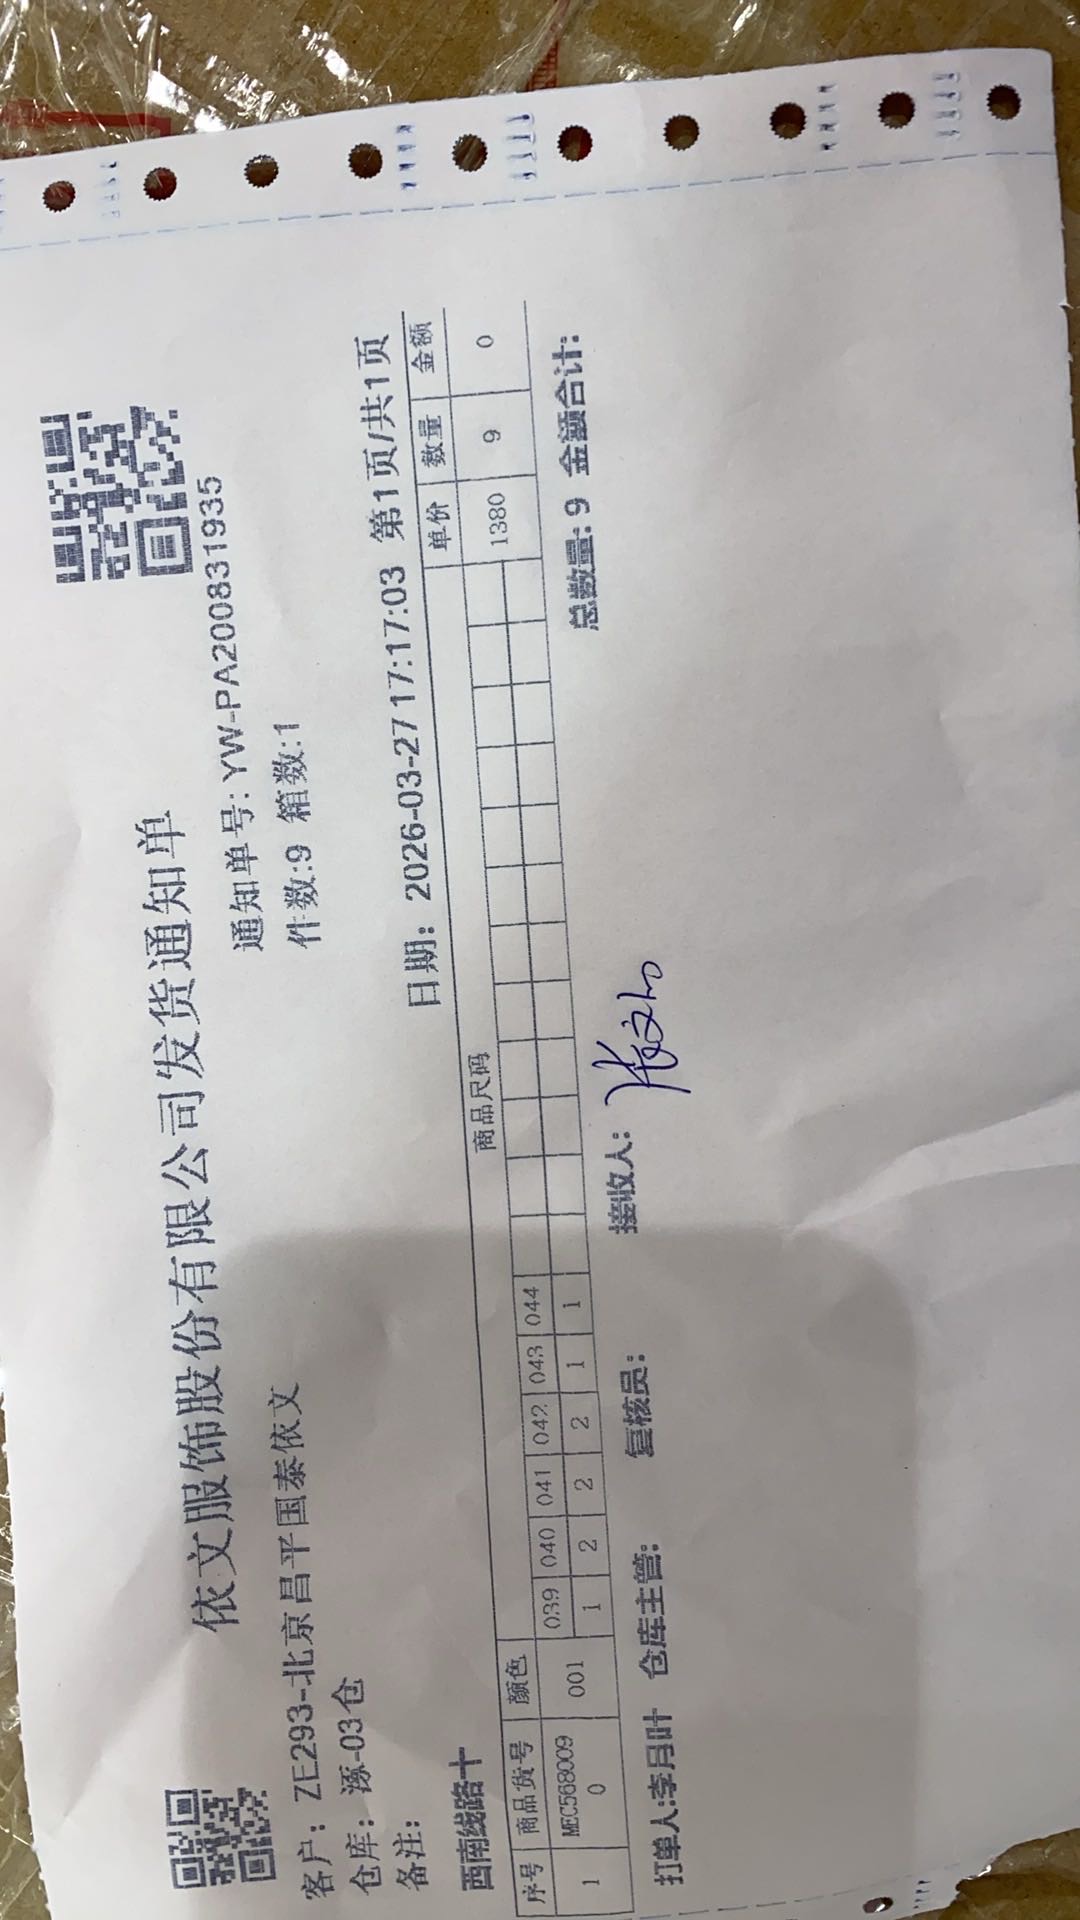 依文服饰股份有限公司发货通知单
客户: ZE293-北京昌平国泰依文 通知单号: YW-PA200831935
仓库: 涿-03仓 件数:9 箱数:1
备注:
西南线路十 日期: 2026-03-27 17:17:03 第1页/共1页
序号 商品货号 颜色 商品尺码 单价 数量 金额
039 040 041 042 043 044
1 MEC5680090 001 1 2 2 2 1 1 1380 9 0
总数量: 9 金额合计:
打单人:李月叶 仓库主管: 复核员: 接收人: